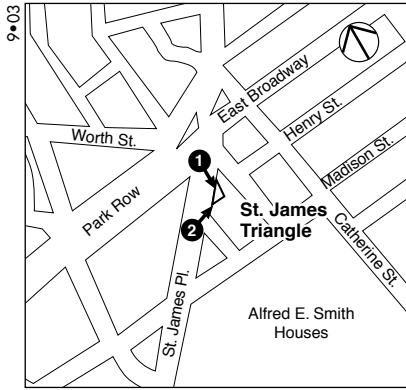 9•03
East Broadway
Henry St.
Worth St.
Madison St.
1
Park Row
St. James
Triangle
2
Catherine St.
St. James Pl.
Alfred E. Smith
Houses